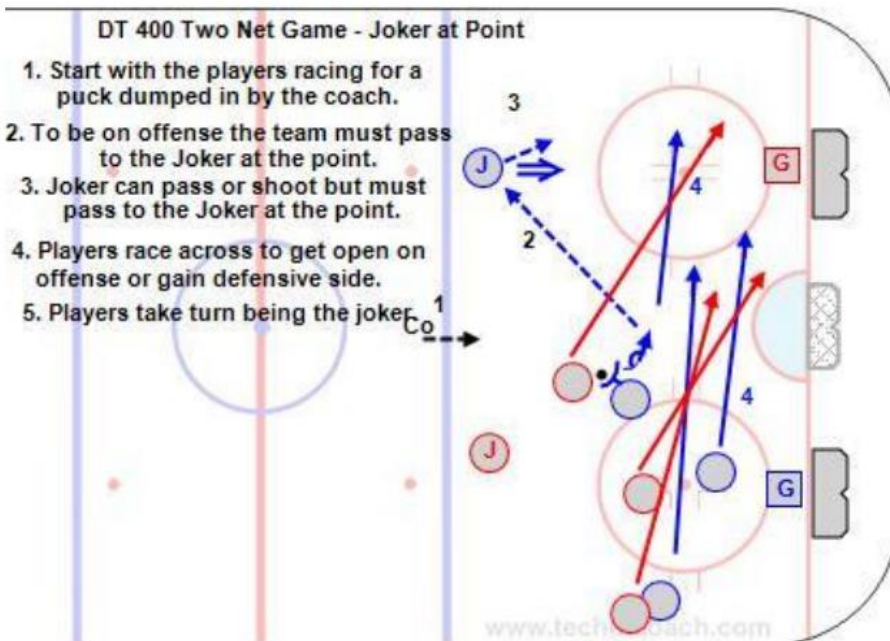 DT 400 Two Net Game - Joker at Point
1. Start with the players racing for a
puck dumped in by the coach.
2. To be on offense the team must pass
to the Joker at the point.
3. Joker can pass or shoot but must
pass to the Joker at the point.
4. Players race across to get open on
offense or gain defensive side.
5. Players take turn being the joker.
Co 1
3
J
2
4
G
J
4
G